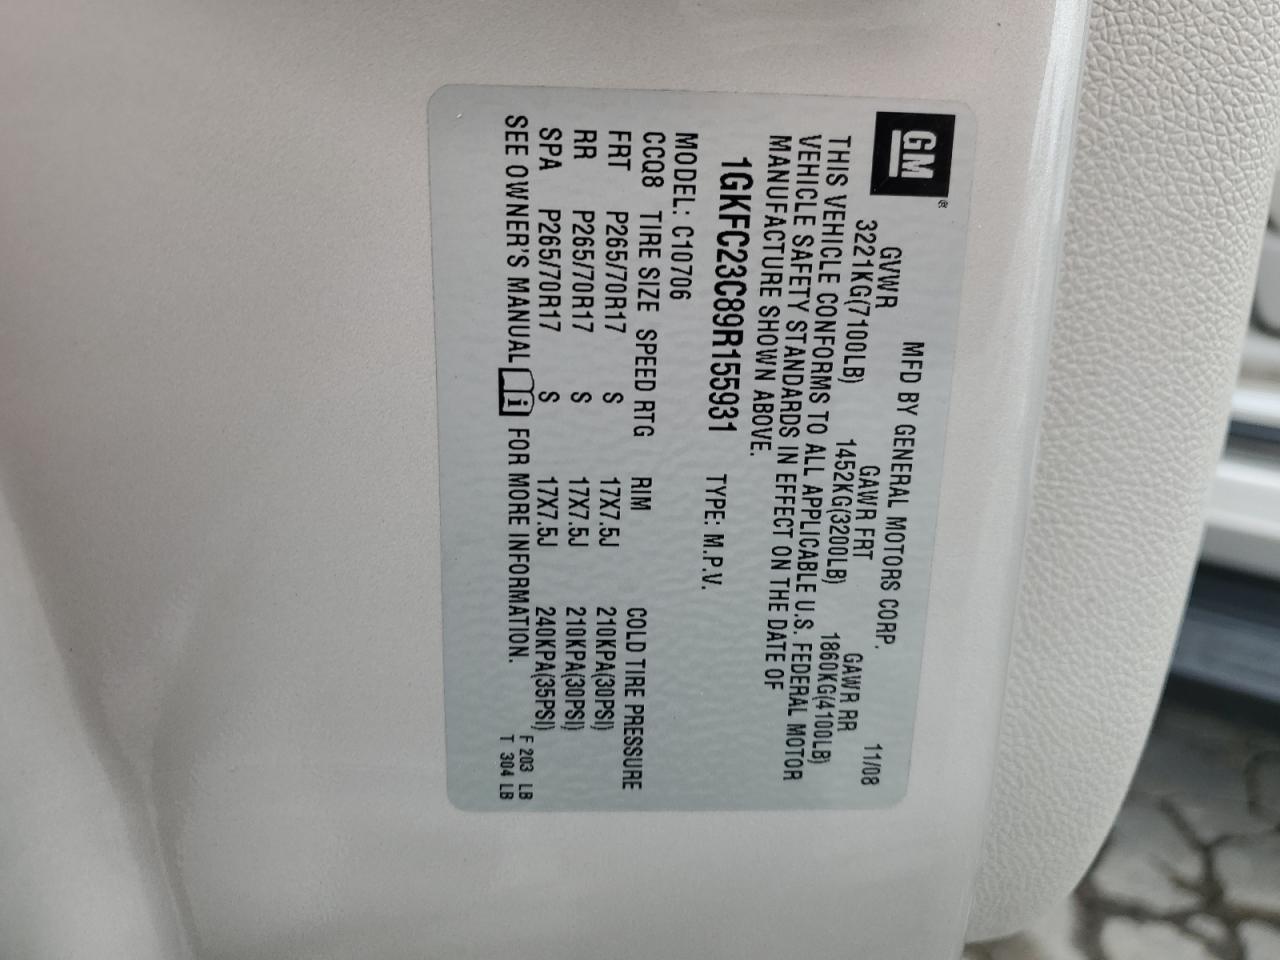 GM ®
MFD BY GENERAL MOTORS CORP. 11/08
GVWR GAWR FRT GAWR RR
3221KG(7100LB) 1452KG(3200LB) 1860KG(4100LB)
THIS VEHICLE CONFORMS TO ALL APPLICABLE U.S. FEDERAL MOTOR
VEHICLE SAFETY STANDARDS IN EFFECT ON THE DATE OF
MANUFACTURE SHOWN ABOVE.
1GKFC23C89R155931 TYPE: M.P.V.
MODEL: C10706
CCQ8 TIRE SIZE SPEED RTG RIM COLD TIRE PRESSURE
FRT P265/70R17 S 17X7.5J 210KPA(30PSI)
RR P265/70R17 S 17X7.5J 210KPA(30PSI)
SPA P265/70R17 S 17X7.5J 240KPA(35PSI)
SEE OWNER'S MANUAL i FOR MORE INFORMATION.
F 203 LB
T 304 LB